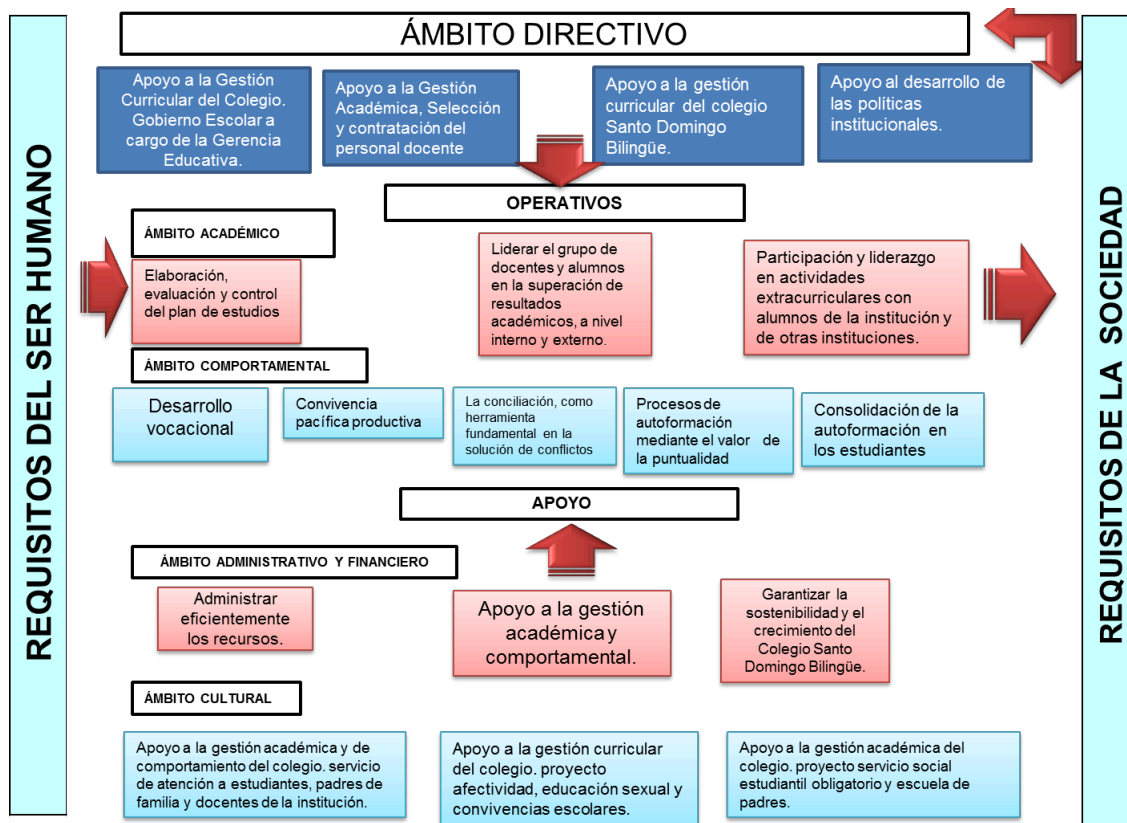 REQUISITOS DEL SER HUMANO
ÁMBITO DIRECTIVO
Apoyo a la Gestión
Curricular del Colegio.
Gobierno Escolar a
cargo de la Gerencia
Educativa.
Apoyo a la Gestión
Académica, Selección
y contratación del
personal docente
Apoyo a la gestión
curricular del colegio
Santo Domingo
Bilingüe.
Apoyo al desarrollo de
las políticas
institucionales.
OPERATIVOS
ÁMBITO ACADÉMICO
Elaboración,
evaluación y control
del plan de estudios
Liderar el grupo de
docentes y alumnos
en la superación de
resultados
académicos, a nivel
interno y externo.
Participación y liderazgo
en actividades
extracurriculares con
alumnos de la institución y
de otras instituciones.
ÁMBITO COMPORTAMENTAL
Desarrollo
vocacional
Convivencia
pacífica productiva
La conciliación, como
herramienta
fundamental en la
solución de conflictos
Procesos de
autoformación
mediante el valor de
la puntualidad
Consolidación de la
autoformación en
los estudiantes
APOYO
ÁMBITO ADMINISTRATIVO Y FINANCIERO
Administrar
eficientemente
los recursos.
Apoyo a la gestión
académica y
comportamental.
Garantizar la
sostenibilidad y el
crecimiento del
Colegio Santo
Domingo Bilingüe.
ÁMBITO CULTURAL
Apoyo a la gestión académica y de
comportamiento del colegio. servicio
de atención a estudiantes, padres de
familia y docentes de la institución.
Apoyo a la gestión curricular
del colegio. proyecto
afectividad, educación sexual y
convivencias escolares.
Apoyo a la gestión académica del
colegio. proyecto servicio social
estudiantil obligatorio y escuela de
padres.
REQUISITOS DE LA SOCIEDAD